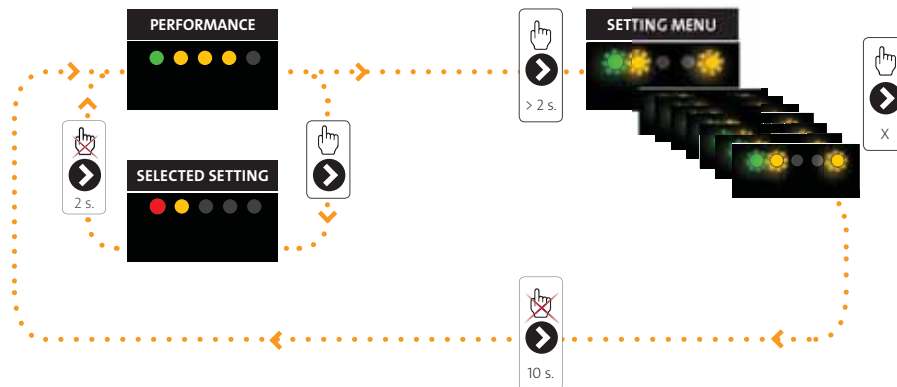 PERFORMANCE
SETTING MENU
> 2 s.
X
2 s.
SELECTED SETTING
10 s.